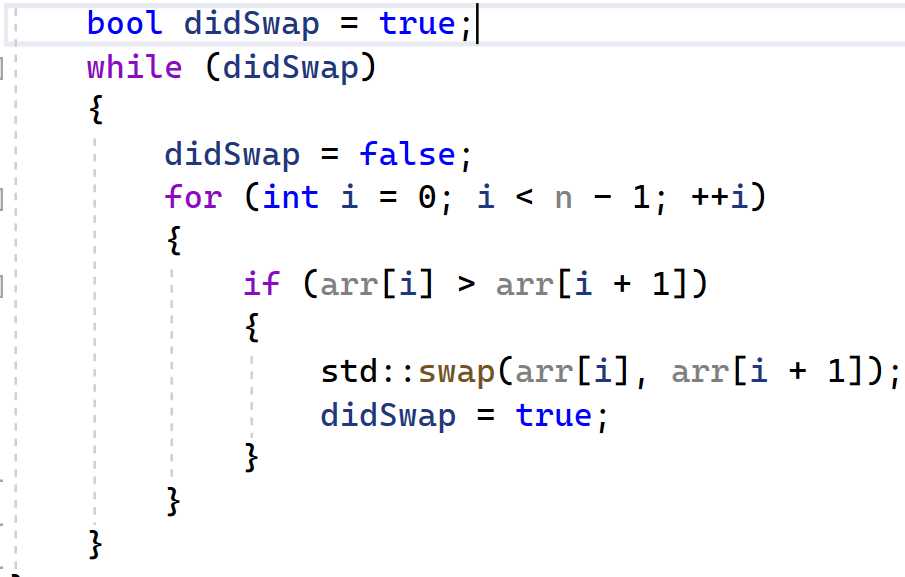 bool didSwap = true;
while (didSwap)
{
didSwap = false;
for (int i = 0; i < n - 1; ++i)
{
if (arr[i] > arr[i + 1])
{
std::swap(arr[i], arr[i + 1]);
didSwap = true;
}
}
}